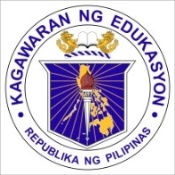 KAGAWARAN NG EDUKASYON
REPUBLIKA NG PILIPINAS